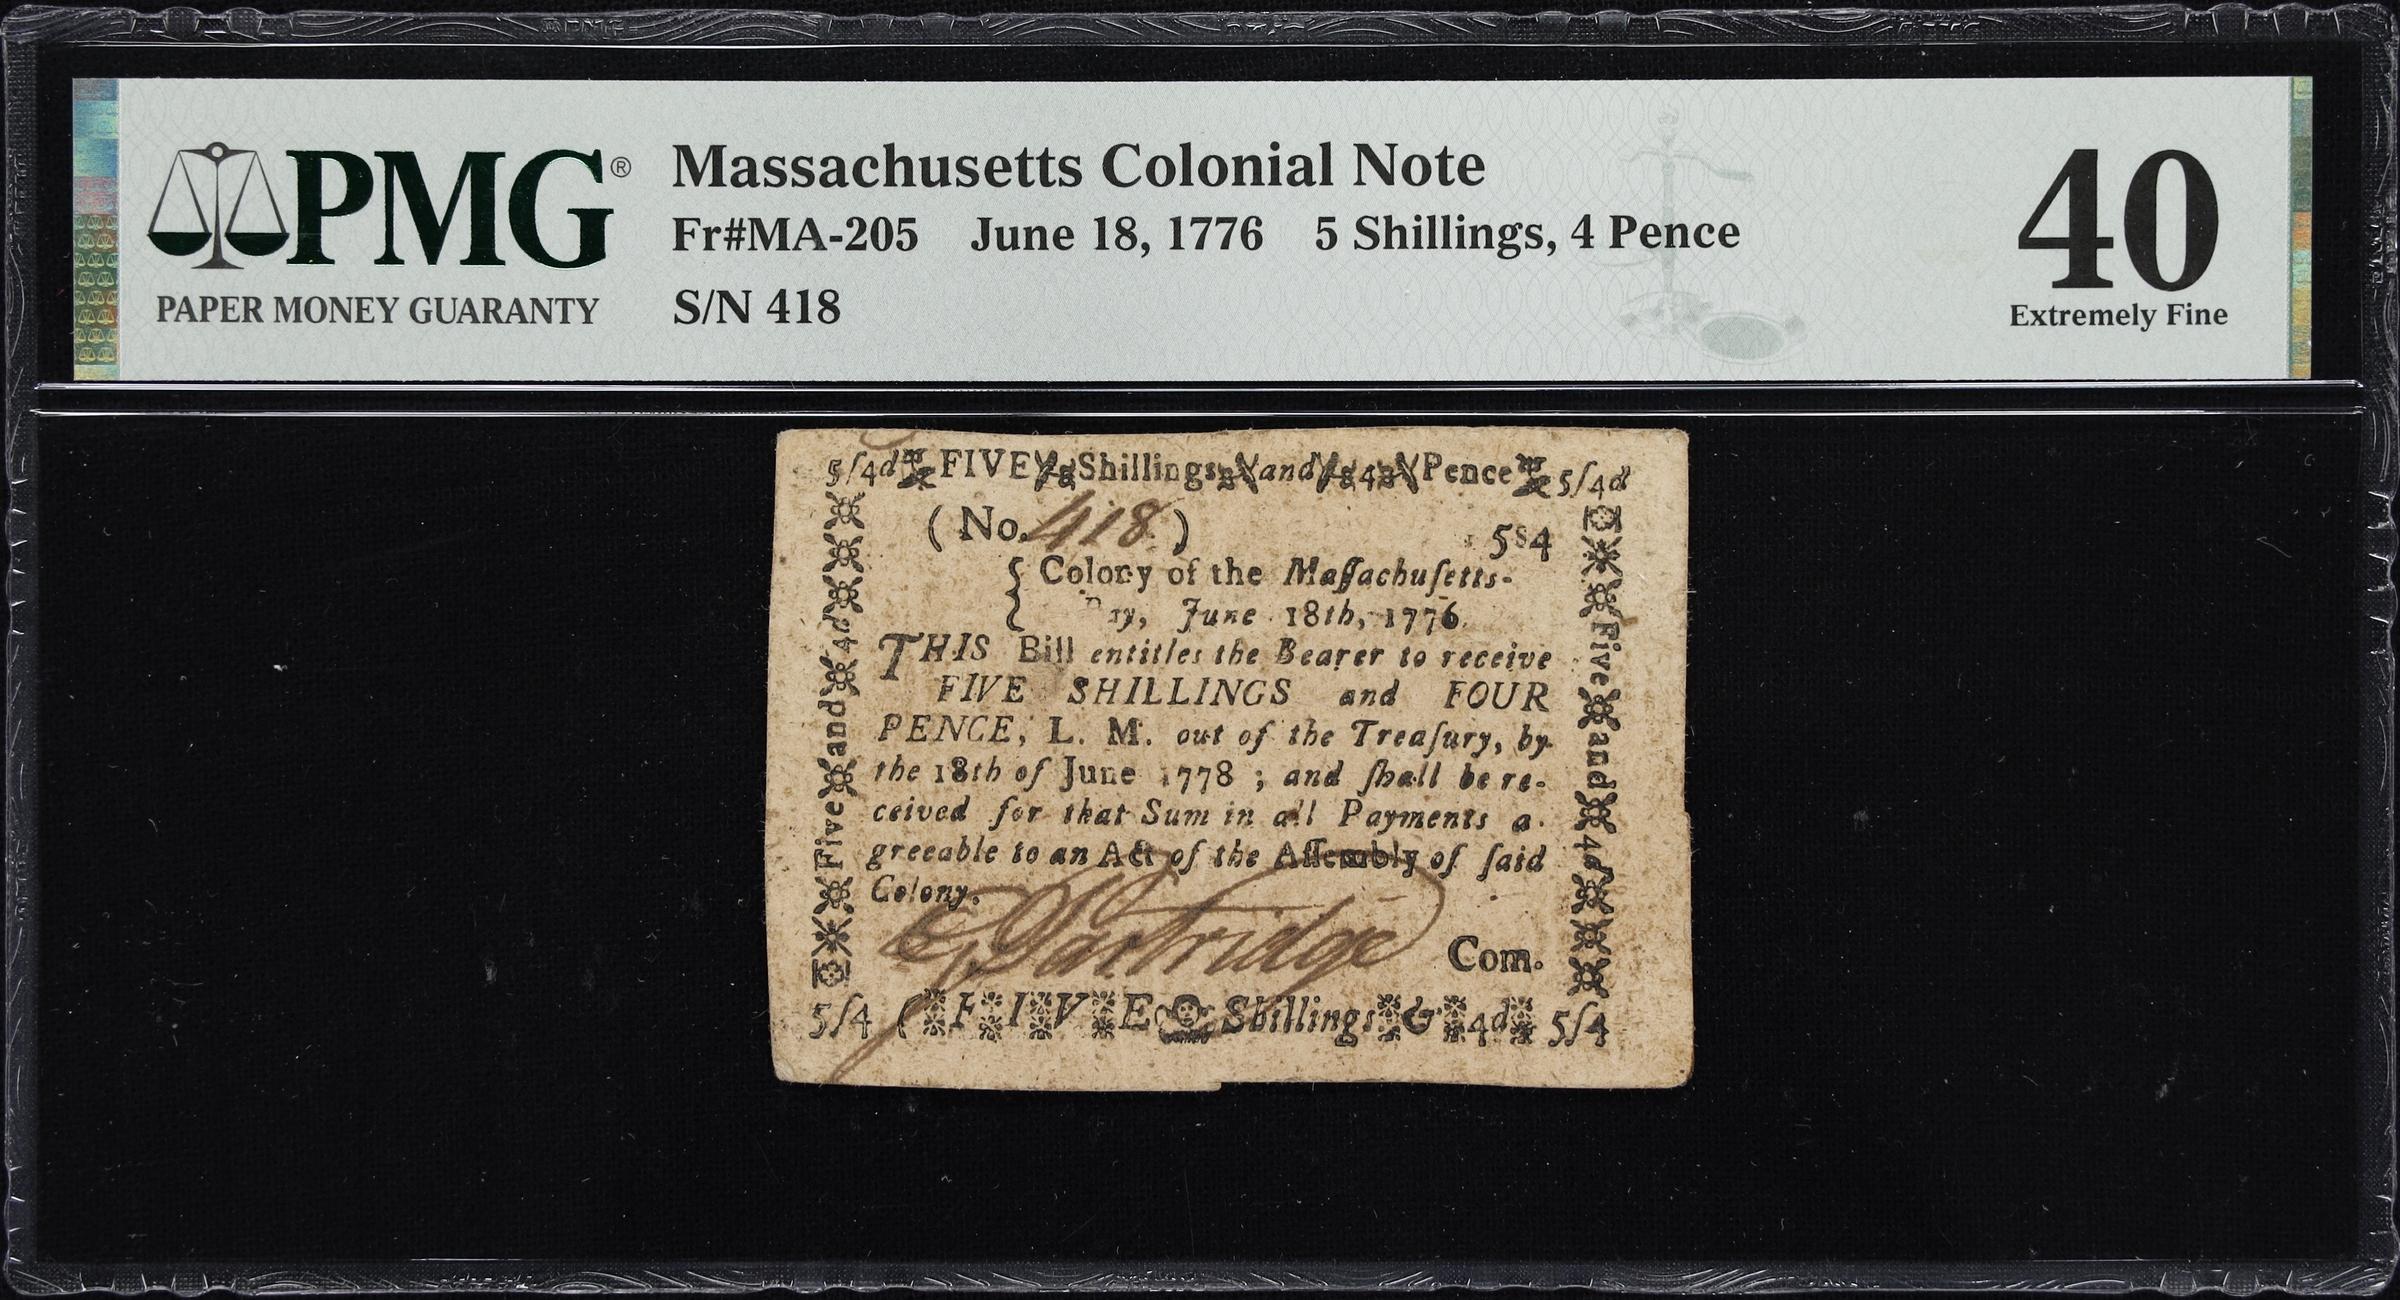 PMG®
PAPER MONEY GUARANTY
Massachusetts Colonial Note
Fr#MA-205 June 18, 1776 5 Shillings, 4 Pence
S/N 418
40
Extremely Fine
5/4d FIVE Shillings and 4 Pence 5/4d
( No. 418 ) 5s4
Colony of the Maſſachuſetts-
June 18th, 1776.
THIS Bill entitles the Bearer to receive
FIVE SHILLINGS and FOUR
PENCE, L. M. out of the Treaſury, by
the 18th of June 1778 ; and ſhall be re-
ceived for that Sum in all Payments a-
greeable to an Act of the Aſſembly of ſaid
Colony.
G Partridge Com.
5/4 ( FIVE Shillings & 4d 5/4
Five and 4d
Five and 4d